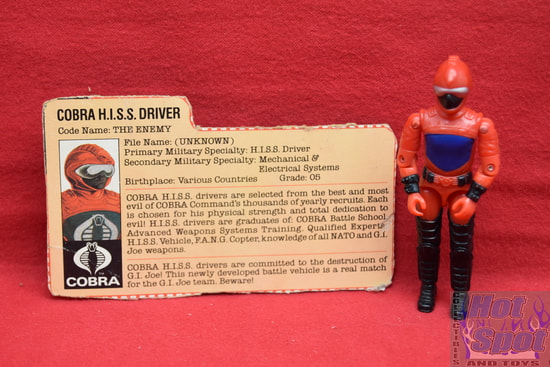 COBRA H.I.S.S. DRIVER
Code Name: THE ENEMY
File Name: (UNKNOWN)
Primary Military Specialty: H.I.S.S. Driver
Secondary Military Specialty: Mechanical &
Electrical Systems
Birthplace: Various Countries Grade: O5
COBRA H.I.S.S. drivers are selected from the best and most
evil of COBRA Command's thousands of yearly recruits. Each
is chosen for his physical strength and total dedication to
evil! H.I.S.S. drivers are graduates of: COBRA Battle School,
Advanced Weapons Systems Training. Qualified Expert:
H.I.S.S. Vehicle, F.A.N.G. Copter, knowledge of all NATO and G.I.
Joe weapons.
COBRA H.I.S.S. drivers are committed to the destruction of
G.I. Joe! This newly developed battle vehicle is a real match
for the G.I. Joe team. Beware!
COBRA
Hot
Spot
COLLECTIBLES
AND TOYS